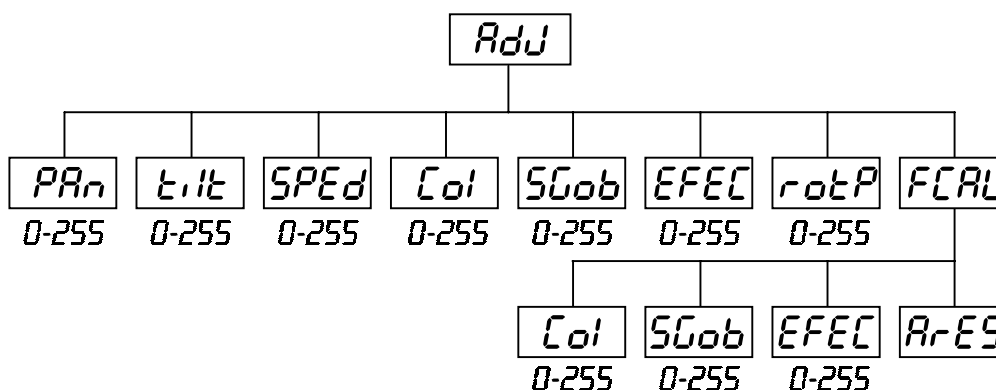 AdJ
PAn tilt SPEd Col SGob EFEC rotP FCAL
0-255 0-255 0-255 0-255 0-255 0-255 0-255
Col SGob EFEC ArES
0-255 0-255 0-255